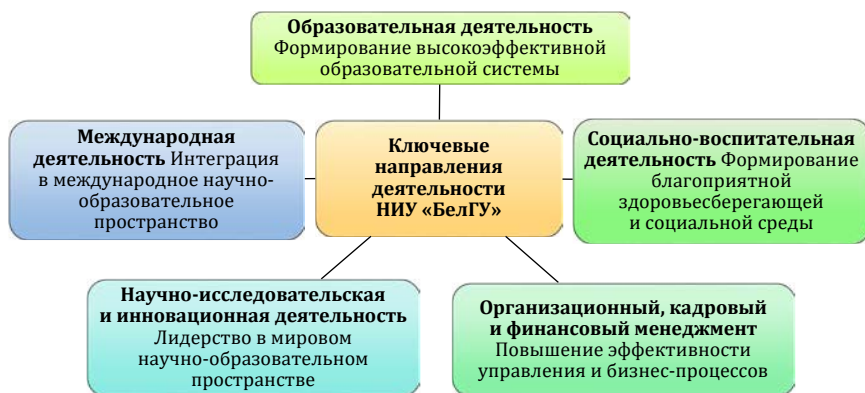 Образовательная деятельность
Формирование высокоэффективной
образовательной системы
Международная
деятельность Интеграция
в международное научно-
образовательное
пространство
Ключевые
направления
деятельности
НИУ «БелГУ»
Социально-воспитательная
деятельность Формирование
благоприятной
здоровьесберегающей
и социальной среды
Научно-исследовательская
и инновационная деятельность
Лидерство в мировом
научно-образовательном
пространстве
Организационный, кадровый
и финансовый менеджмент
Повышение эффективности
управления и бизнес-процессов